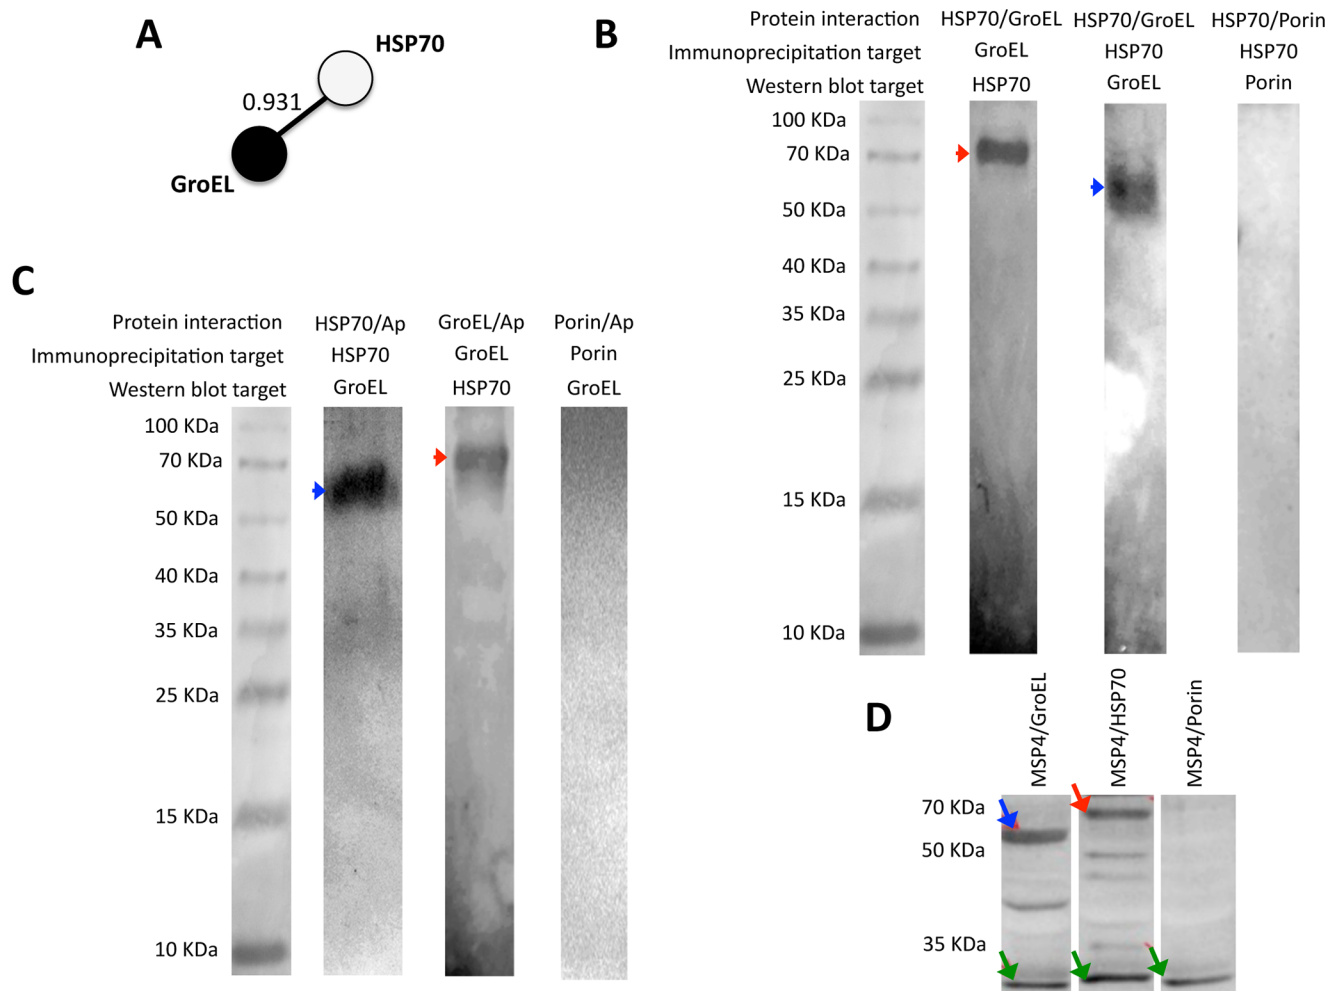 A
HSP70
0.931
GroEL
B
Protein interaction HSP70/GroEL HSP70/GroEL HSP70/Porin
Immunoprecipitation target GroEL HSP70 HSP70
Western blot target HSP70 GroEL Porin
100 KDa
70 KDa
50 KDa
40 KDa
35 KDa
25 KDa
15 KDa
10 KDa
C
Protein interaction HSP70/Ap GroEL/Ap Porin/Ap
Immunoprecipitation target HSP70 GroEL Porin
Western blot target GroEL HSP70 GroEL
100 KDa
70 KDa
50 KDa
40 KDa
35 KDa
25 KDa
15 KDa
10 KDa
D
MSP4/GroEL
MSP4/HSP70
MSP4/Porin
70 KDa
50 KDa
35 KDa